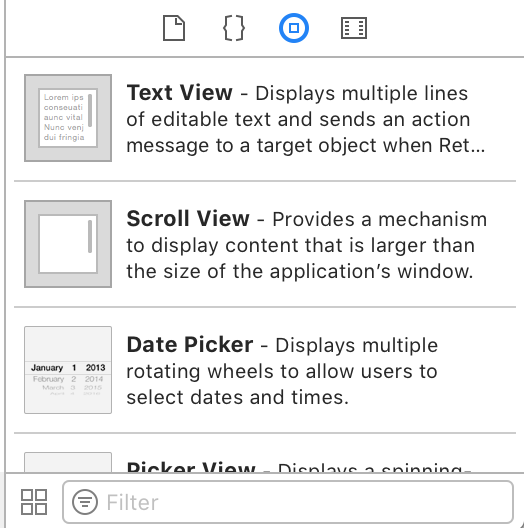 Lorem ips
conseuati
aunc vital
Nunc venj
dui fringia
Text View - Displays multiple lines
of editable text and sends an action
message to a target object when Ret...
Scroll View - Provides a mechanism
to display content that is larger than
the size of the application's window.
January 1 2013
February 2 2014
March 3 2015
Date Picker - Displays multiple
rotating wheels to allow users to
select dates and times.
Picker View - Displays a spinning-
Filter